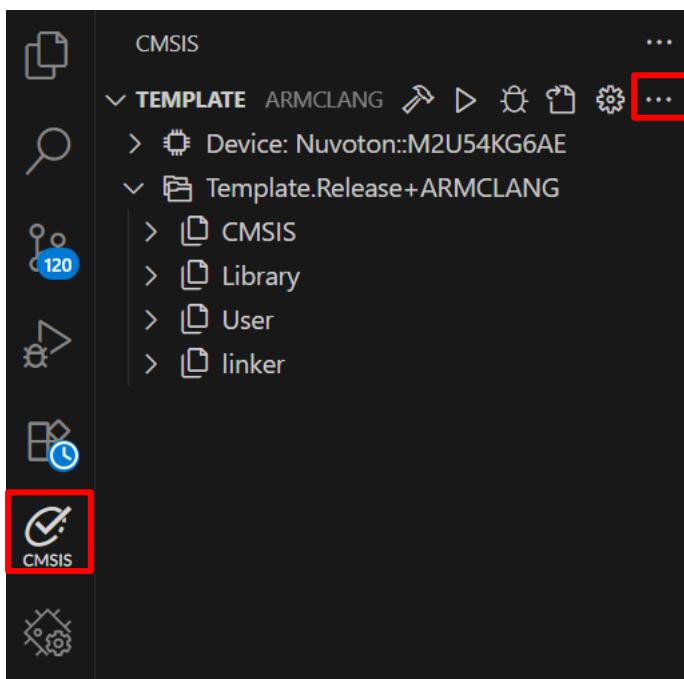 CMSIS
TEMPLATE ARMCLANG
Device: Nuvoton::M2U54KG6AE
Template.Release+ARMCLANG
CMSIS
Library
120
User
linker
CMSIS